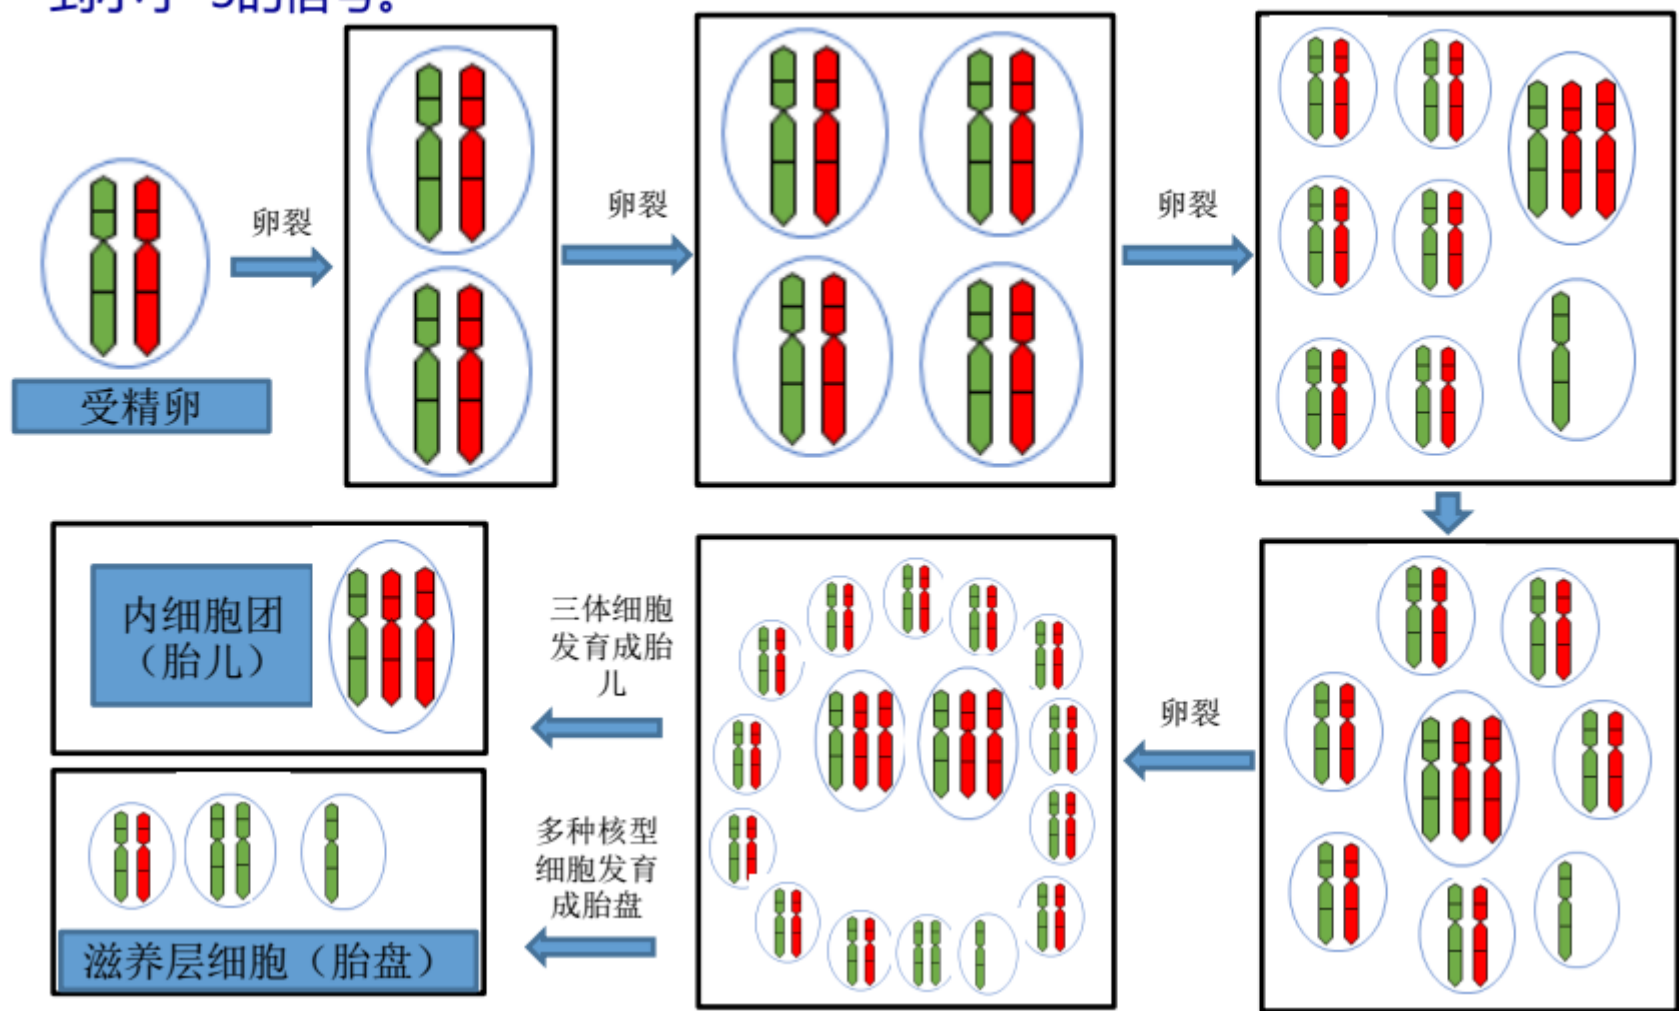 卵裂
卵裂
卵裂
受精卵
内细胞团
（胎儿）
三体细胞
发育成胎
儿
卵裂
多种核型
细胞发育
成胎盘
滋养层细胞（胎盘）